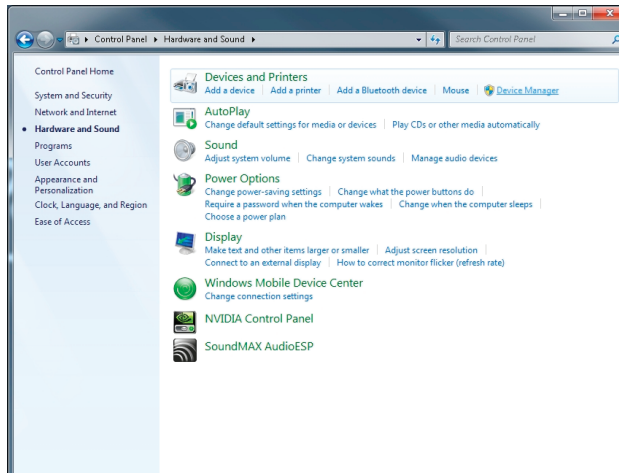 Control Panel Hardware and Sound Search Control Panel
Control Panel Home
System and Security
Network and Internet
Hardware and Sound
Programs
User Accounts
Appearance and
Personalization
Clock, Language, and Region
Ease of Access
Devices and Printers
Add a device Add a printer Add a Bluetooth device Mouse Device Manager
AutoPlay
Change default settings for media or devices Play CDs or other media automatically
Sound
Adjust system volume Change system sounds Manage audio devices
Power Options
Change power-saving settings Change what the power buttons do
Require a password when the computer wakes Change when the computer sleeps
Choose a power plan
Display
Make text and other items larger or smaller Adjust screen resolution
Connect to an external display How to correct monitor flicker (refresh rate)
Windows Mobile Device Center
Change connection settings
NVIDIA Control Panel
SoundMAX AudioESP